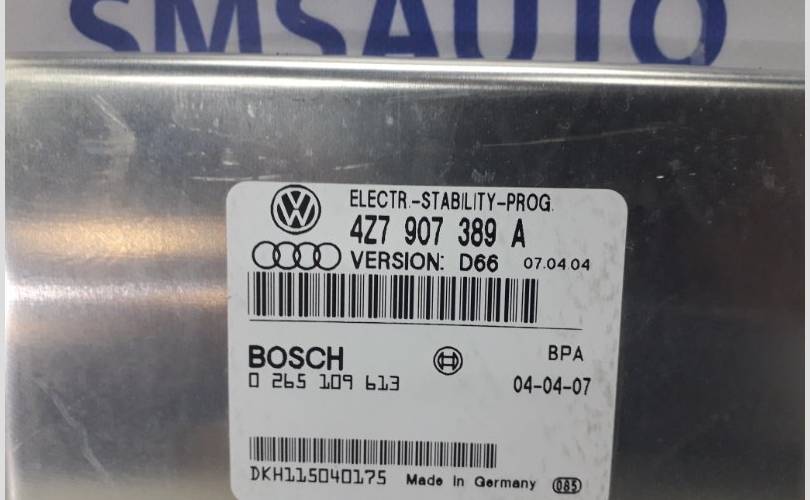 SMSAUTO
ELECTR.-STABILITY-PROG.
4Z7 907 389 A
VERSION: D66 07.04.04
BOSCH BPA
0 265 109 613 04-04-07
DKH115040175 Made in Germany 085